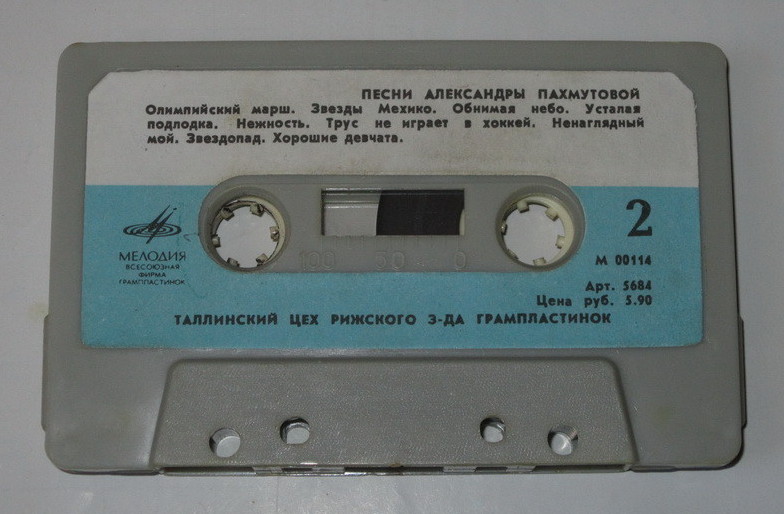 ПЕСНИ АЛЕКСАНДРЫ ПАХМУТОВОЙ
Олимпийский марш. Звезды Мехико. Обнимая небо. Усталая
подлодка. Нежность. Трус не играет в хоккей. Ненаглядный
мой. Звездопад. Хорошие девчата.
2
МЕЛОДИЯ
ВСЕСОЮЗНАЯ
ФИРМА
ГРАМПЛАСТИНОК
100 50 0
М 00114
Арт. 5684
Цена руб. 5.90
ТАЛЛИНСКИЙ ЦЕХ РИЖСКОГО З-ДА ГРАМПЛАСТИНОК